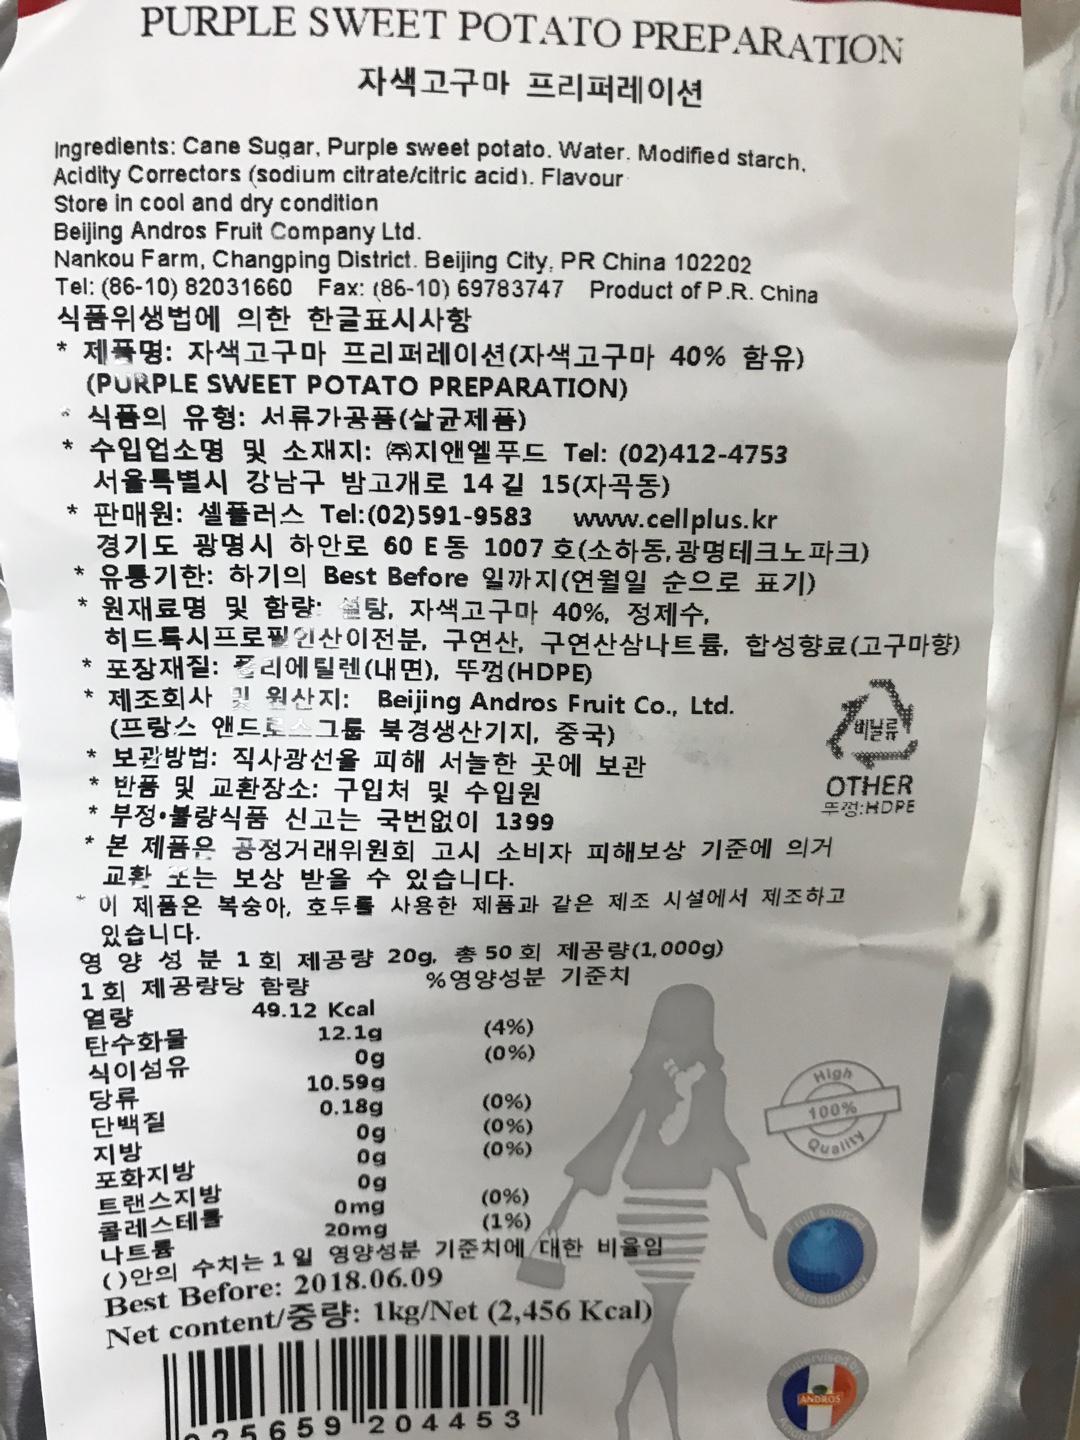 PURPLE SWEET POTATO PREPARATION
자색고구마 프리퍼레이션
Ingredients: Cane Sugar, Purple sweet potato. Water, Modified starch,
Acidity Correctors (sodium citrate/citric acid). Flavour
Store in cool and dry condition
Beijing Andros Fruit Company Ltd.
Nankou Farm, Changping District. Beijing City, PR China 102202
Tel: (86-10) 82031660 Fax: (86-10) 69783747 Product of P.R. China
식품위생법에 의한 한글표시사항
* 제품명: 자색고구마 프리퍼레이션(자색고구마 40% 함유)
(PURPLE SWEET POTATO PREPARATION)
* 식품의 유형: 서류가공품(살균제품)
* 수입업소명 및 소재지: ㈜지앤엘푸드 Tel: (02)412-4753
서울특별시 강남구 밤고개로 14길 15(자곡동)
* 판매원: 셀플러스 Tel:(02)591-9583 www.cellplus.kr
경기도 광명시 하안로 60 E동 1007호(소하동,광명테크노파크)
* 유통기한: 하기의 Best Before 일까지(연월일 순으로 표기)
* 원재료명 및 함량: 설탕, 자색고구마 40%, 정제수,
히드록시프로필인산이전분, 구연산, 구연산삼나트륨, 합성향료(고구마향)
* 포장재질: 폴리에틸렌(내면), 뚜껑(HDPE)
* 제조회사 및 원산지: Beijing Andros Fruit Co., Ltd.
(프랑스 앤드로스그룹 북경생산기지, 중국)
* 보관방법: 직사광선을 피해 서늘한 곳에 보관
* 반품 및 교환장소: 구입처 및 수입원
* 부정•불량식품 신고는 국번없이 1399
* 본 제품은 공정거래위원회 고시 소비자 피해보상 기준에 의거
교환 또는 보상 받을 수 있습니다.
* 이 제품은 복숭아, 호두를 사용한 제품과 같은 제조 시설에서 제조하고
있습니다.
비닐류
OTHER
뚜껑:HDPE
영 양 성 분 1회 제공량 20g, 총 50회 제공량(1,000g)
1회 제공량당 함량 %영양성분 기준치
열량 49.12 Kcal
탄수화물 12.1g (4%)
식이섬유 0g (0%)
당류 10.59g
단백질 0.18g (0%)
지방 0g (0%)
포화지방 0g (0%)
트랜스지방 0g
콜레스테롤 0mg (0%)
나트륨 20mg (1%)
()안의 수치는 1일 영양성분 기준치에 대한 비율임
Best Before: 2018.06.09
Net content/중량: 1kg/Net (2,456 Kcal)
High
100%
Quality
Fruit sourced
Internationally
Supervised by
ANDROS
25659 204453